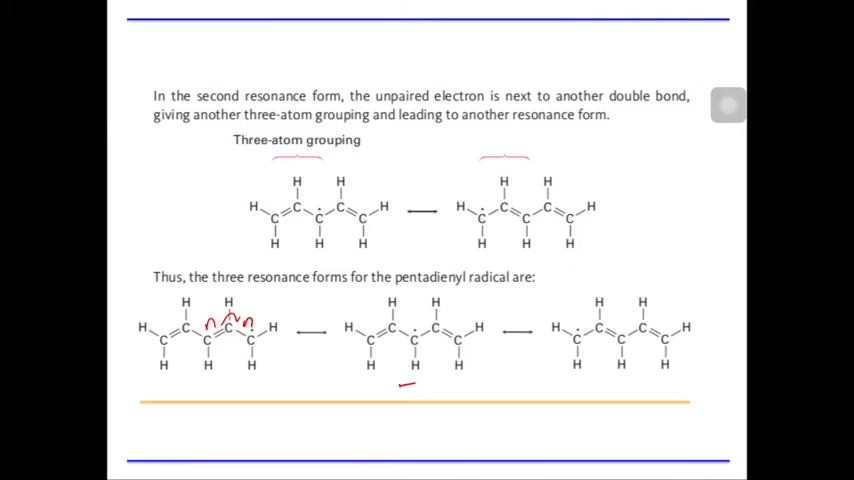 In the second resonance form, the unpaired electron is next to another double bond,
giving another three-atom grouping and leading to another resonance form.
Three-atom grouping
H H H H
H C C H H C C H
C C C C C C
H H H H H H
Thus, the three resonance forms for the pentadienyl radical are:
H H H H H H
H C C H H C C H H C C H
C C C C C C C C C
H H H H H H H H H